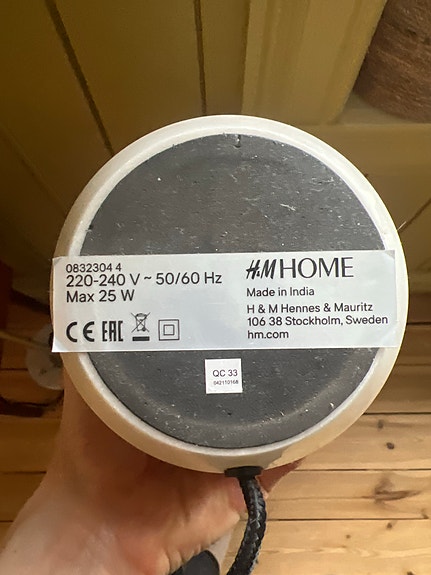 0832304 4
220-240 V ~ 50/60 Hz
Max 25 W
CE EAC
H&M HOME
Made in India
H & M Hennes & Mauritz
106 38 Stockholm, Sweden
hm.com
QC 33
042110168